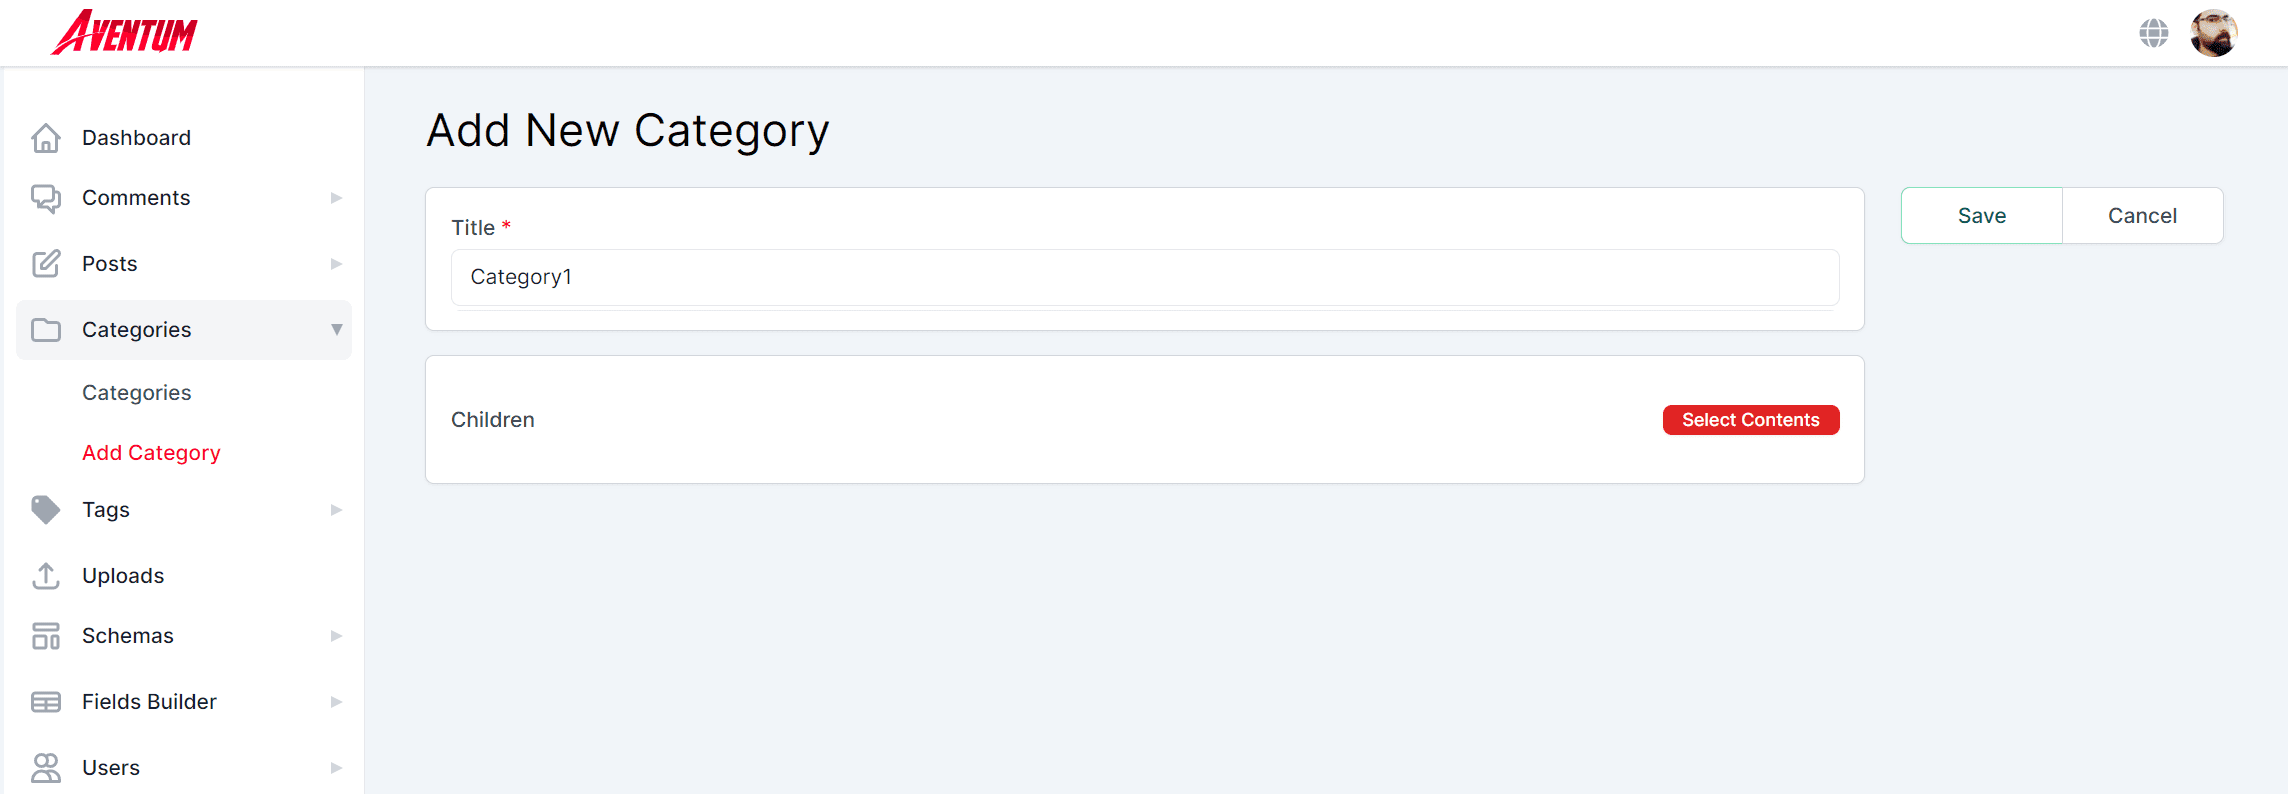 AVENTUM
Dashboard
Comments
Posts
Categories
Categories
Add Category
Tags
Uploads
Schemas
Fields Builder
Users
Add New Category
Title *
Category1
Children
Select Contents
Save
Cancel